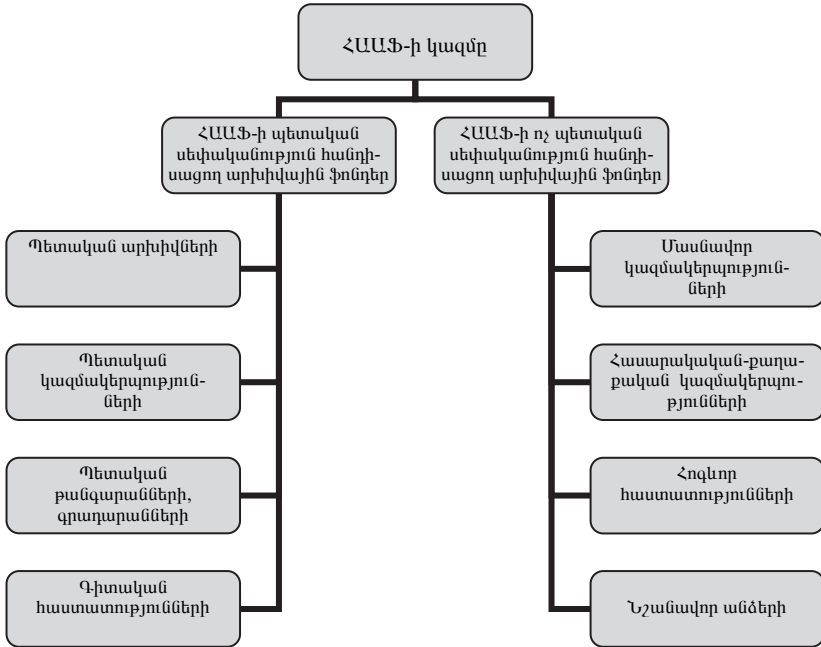 ՀԱԱՖ-ի կազմը
ՀԱԱՖ-ի պետական
սեփականություն հանդի-
սացող արխիվային ֆոնդեր
ՀԱԱՖ-ի ոչ պետական
սեփականություն հանդի-
սացող արխիվային ֆոնդեր
Պետական արխիվների
Պետական
կազմակերպություն-
ների
Պետական
թանգարանների,
գրադարանների
Գիտական
հաստատությունների
Մասնավոր
կազմակերպություն-
ների
Հասարակական-քաղա-
քական կազմակերպու-
թյունների
Հոգևոր
հաստատությունների
Նշանավոր անձերի